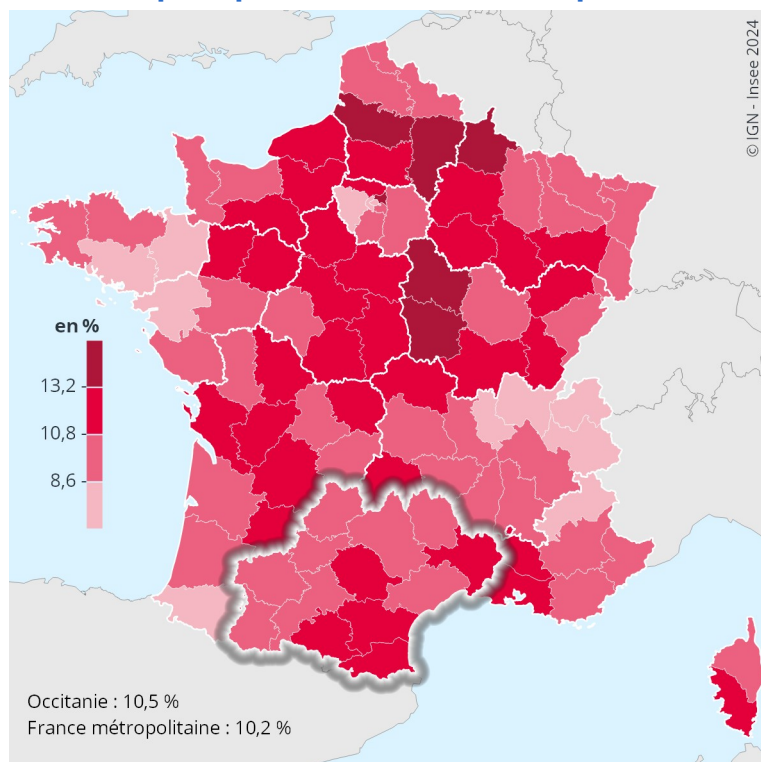 © IGN - Insee 2024
en %
13,2
10,8
8,6
Occitanie : 10,5 %
France métropolitaine : 10,2 %